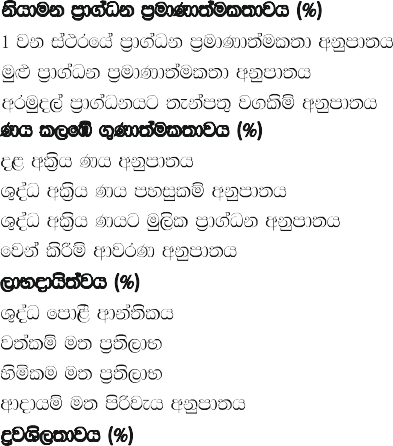 නියාමන ප්‍රාග්ධන ප්‍රමාණාත්මකතාවය (%)
1 වන ස්ථරයේ ප්‍රාග්ධන ප්‍රමාණාත්මකතා අනුපාතය
මුළු ප්‍රාග්ධන ප්‍රමාණාත්මකතා අනුපාතය
අරමුදල් ප්‍රාග්ධනයට තැන්පතු වගකිම් අනුපාතය
ණය කලඹේ ගුණාත්මකතාවය (%)
දළ අක්‍රිය ණය අනුපාතය
ශුද්ධ අක්‍රිය ණය පහසුකම් අනුපාතය
ශුද්ධ අක්‍රිය ණයට මුලික ප්‍රාග්ධන අනුපාතය
වෙන් කිරිම් ආවරණ අනුපාතය
ලාභදායිත්වය (%)
ශුද්ධ පොළී ආන්තිකය
වත්කම් මත ප්‍රතිලාභ
හිමිකම මත ප්‍රතිලාභ
ආදායම් මත පිරිවැය අනුපාතය
ද්‍රවශිලතාවය (%)